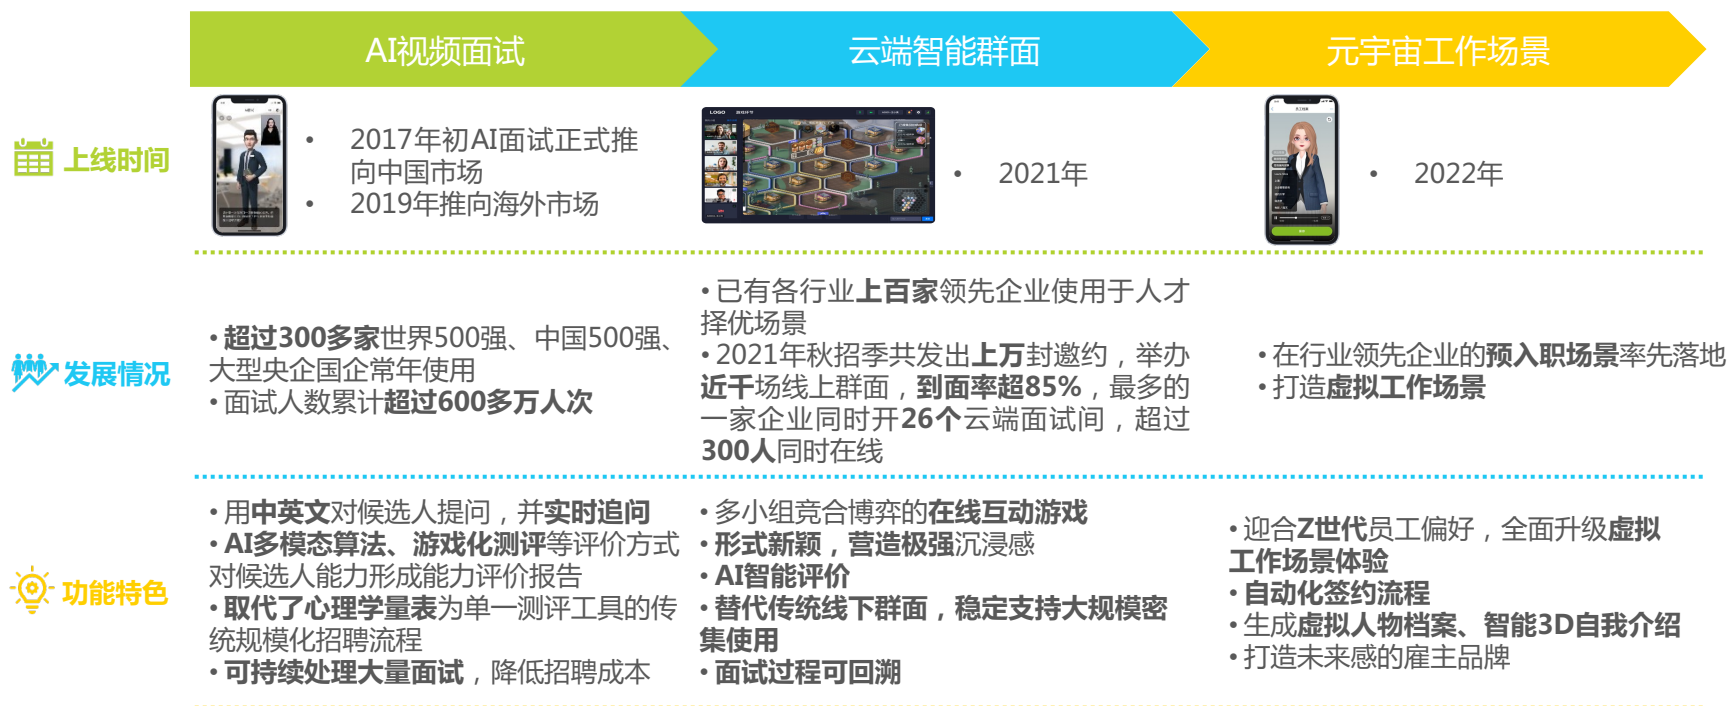 AI视频面试
云端智能群面
元宇宙工作场景
上线时间
• 2017年初AI面试正式推
向中国市场
• 2019年推向海外市场
LOGO
• 2021年
• 2022年
发展情况
•超过300多家世界500强、中国500强、
大型央企国企常年使用
•面试人数累计超过600多万人次
•已有各行业上百家领先企业使用于人才
择优场景
•2021年秋招季共发出上万封邀约，举办
近千场线上群面，到面率超85%，最多的
一家企业同时开26个云端面试间，超过
300人同时在线
•在行业领先企业的预入职场景率先落地
•打造虚拟工作场景
功能特色
•用中英文对候选人提问，并实时追问
•AI多模态算法、游戏化测评等评价方式
对候选人能力形成能力评价报告
•取代了心理学量表为单一测评工具的传
统规模化招聘流程
•可持续处理大量面试，降低招聘成本
•多小组竞合博弈的在线互动游戏
•形式新颖，营造极强沉浸感
•AI智能评价
•替代传统线下群面，稳定支持大规模密
集使用
•面试过程可回溯
•迎合Z世代员工偏好，全面升级虚拟
工作场景体验
•自动化签约流程
•生成虚拟人物档案、智能3D自我介绍
•打造未来感的雇主品牌